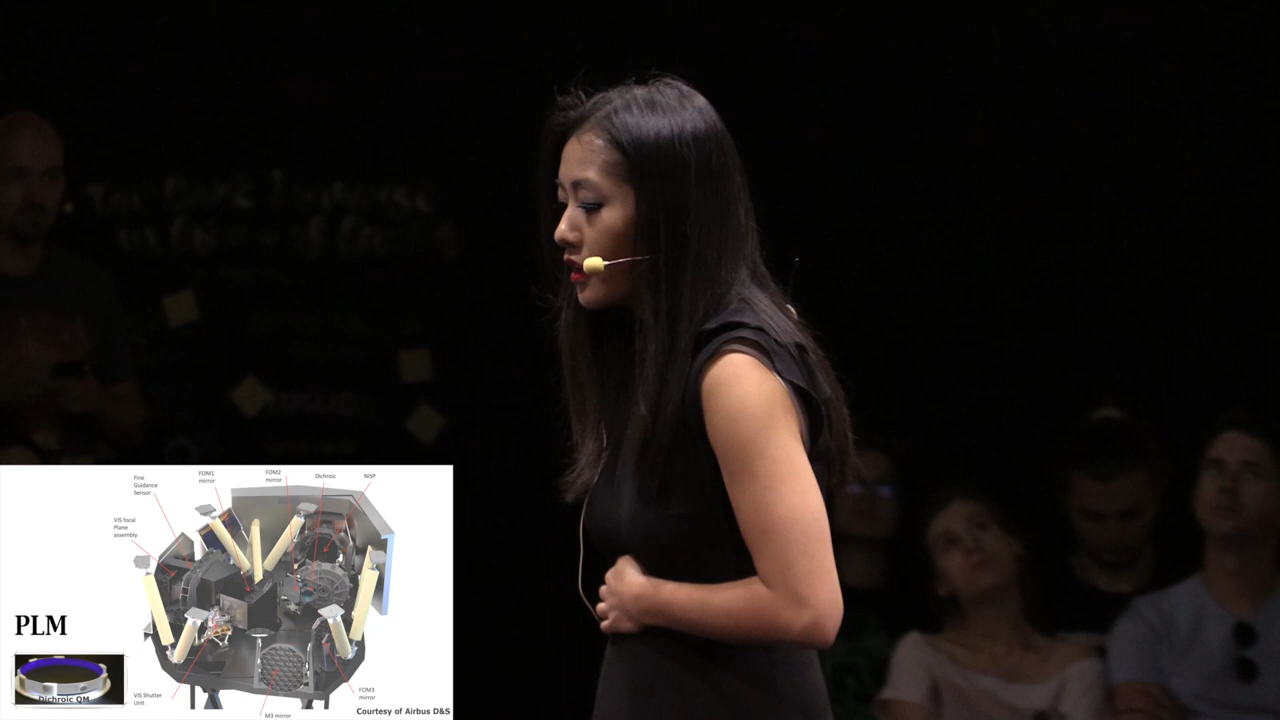 Fine
Guidance
Sensor
FOM1
mirror
FOM2
mirror
Dichroic
NISP
VIS focal
Plane
assembly
PLM
Dichroic QM
VIS Shutter
Unit
M3 mirror
FOM3
mirror
Courtesy of Airbus D&S